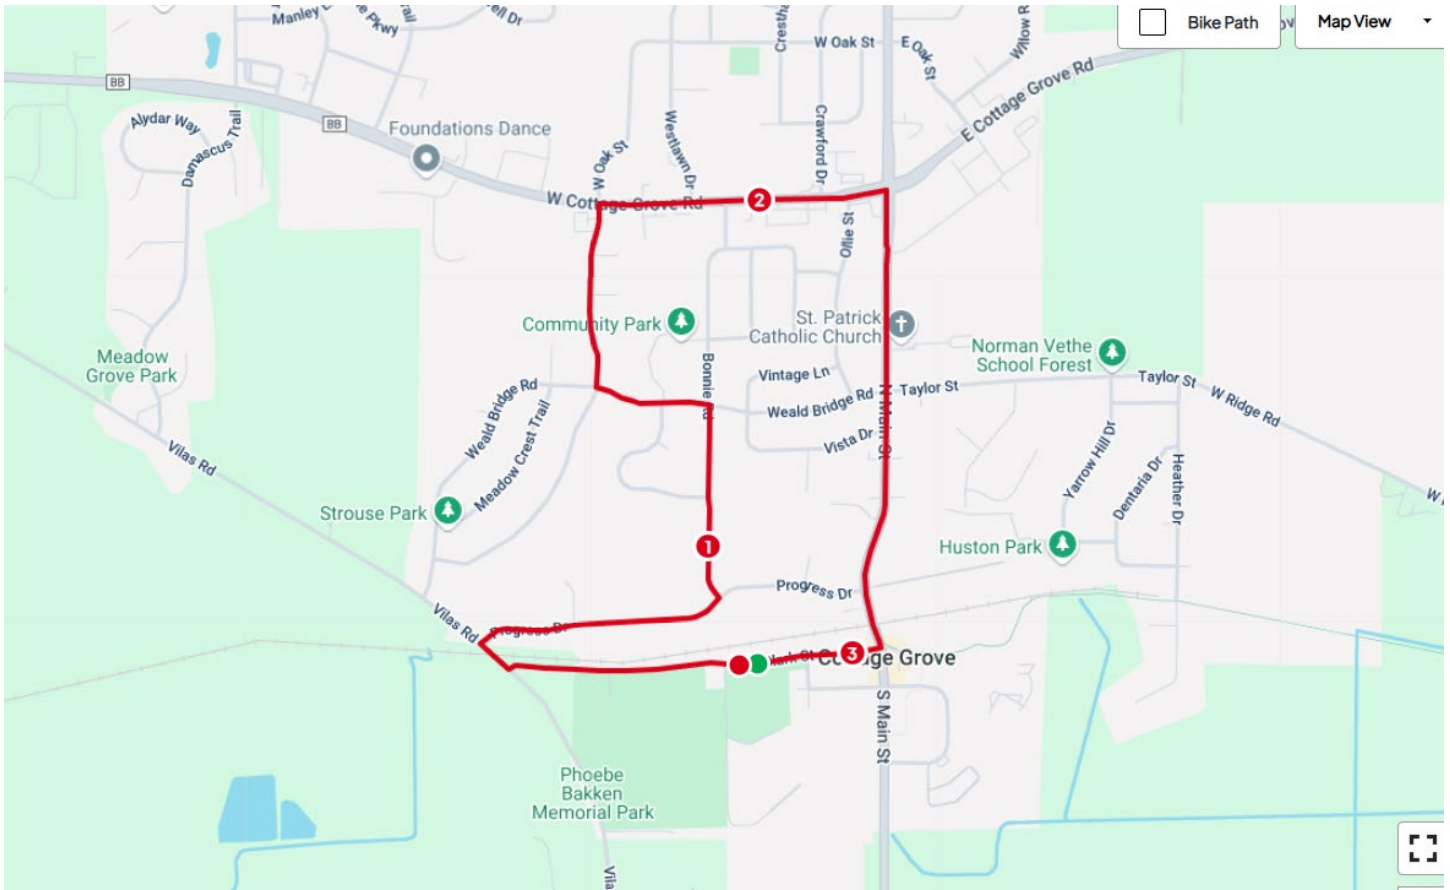 Manley
Pkwy
Bike Path
Map View
W Oak St
E Oak St
BB
BB
Alydar Way
Damascus Trail
Foundations Dance
W Oak St
Westlawn Dr
Crawford Dr
E Cottage Grove Rd
W Cottage Grove Rd
2
Ollie St
Community Park
St. Patrick
Catholic Church
Norman Vethe
School Forest
Meadow
Grove Park
Bonnie Rd
Vintage Ln
Weald Bridge Rd
Taylor St
Taylor St
W Ridge Rd
Weald Bridge Rd
Meadow Crest Trail
N Main St
Vista Dr
Vilas Rd
Yarrow Hill Dr
Dentaria Dr
Heather Dr
Strouse Park
1
Huston Park
Progress Dr
Vilas Rd
Progress Dr
3
Cottage Grove
S Main St
Phoebe
Bakken
Memorial Park